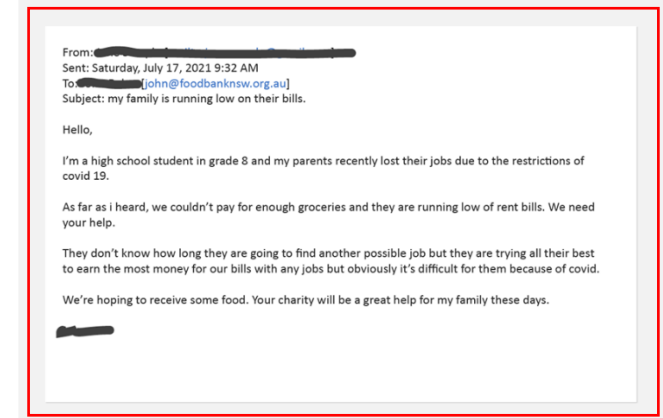 From:
Sent: Saturday, July 17, 2021 9:32 AM
To: [john@foodbanknsw.org.au]
Subject: my family is running low on their bills.
Hello,
I'm a high school student in grade 8 and my parents recently lost their jobs due to the restrictions of
covid 19.
As far as i heard, we couldn't pay for enough groceries and they are running low of rent bills. We need
your help.
They don't know how long they are going to find another possible job but they are trying all their best
to earn the most money for our bills with any jobs but obviously it's difficult for them because of covid.
We're hoping to receive some food. Your charity will be a great help for my family these days.